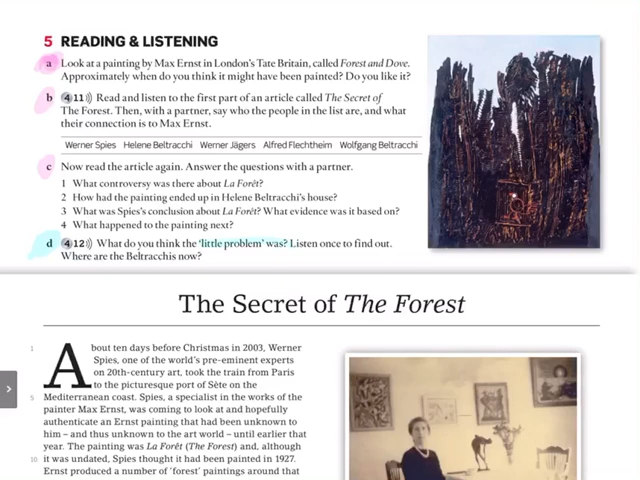 5 READING & LISTENING
a Look at a painting by Max Ernst in London's Tate Britain, called Forest and Dove.
Approximately when do you think it might have been painted? Do you like it?
b 4 11 Read and listen to the first part of an article called The Secret of
The Forest. Then, with a partner, say who the people in the list are, and what
their connection is to Max Ernst.
Werner Spies Helene Beltracchi Werner Jägers Alfred Flechtheim Wolfgang Beltracchi
c Now read the article again. Answer the questions with a partner.
1 What controversy was there about La Forêt?
2 How had the painting ended up in Helene Beltracchi's house?
3 What was Spies's conclusion about La Forêt? What evidence was it based on?
4 What happened to the painting next?
d 4 12 What do you think the 'little problem' was? Listen once to find out.
Where are the Beltracchis now?
The Secret of The Forest
1 About ten days before Christmas in 2003, Werner
Spies, one of the world's pre-eminent experts
on 20th-century art, took the train from Paris
to the picturesque port of Sète on the
5 Mediterranean coast. Spies, a specialist in the works of the
painter Max Ernst, was coming to look at and hopefully
authenticate an Ernst painting that had been unknown to
him – and thus unknown to the art world – until earlier that
year. The painting was La Forêt (The Forest) and, although
10 it was undated, Spies thought it had been painted in 1927.
Ernst produced a number of 'forest' paintings around that